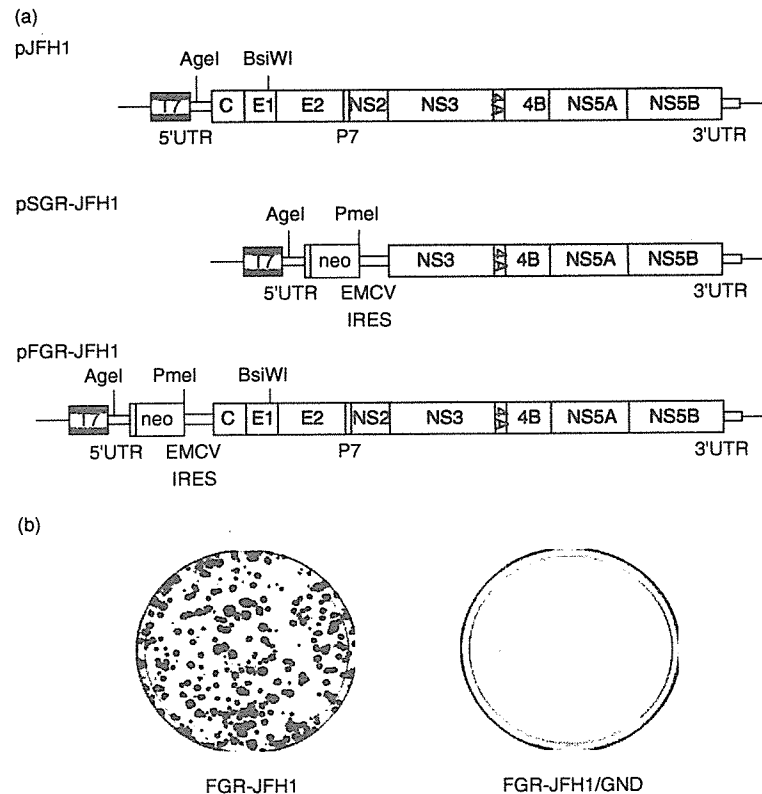 (a)
pJFH1
AgeI BsiWI
T7 C E1 E2 NS2 NS3 4A 4B NS5A NS5B
5'UTR P7 3'UTR
pSGR-JFH1
AgeI PmeI
T7 neo NS3 4A 4B NS5A NS5B
5'UTR EMCV 3'UTR
IRES
pFGR-JFH1
AgeI PmeI BsiWI
T7 neo C E1 E2 NS2 NS3 4A 4B NS5A NS5B
5'UTR EMCV P7 3'UTR
IRES
(b)
FGR-JFH1 FGR-JFH1/GND